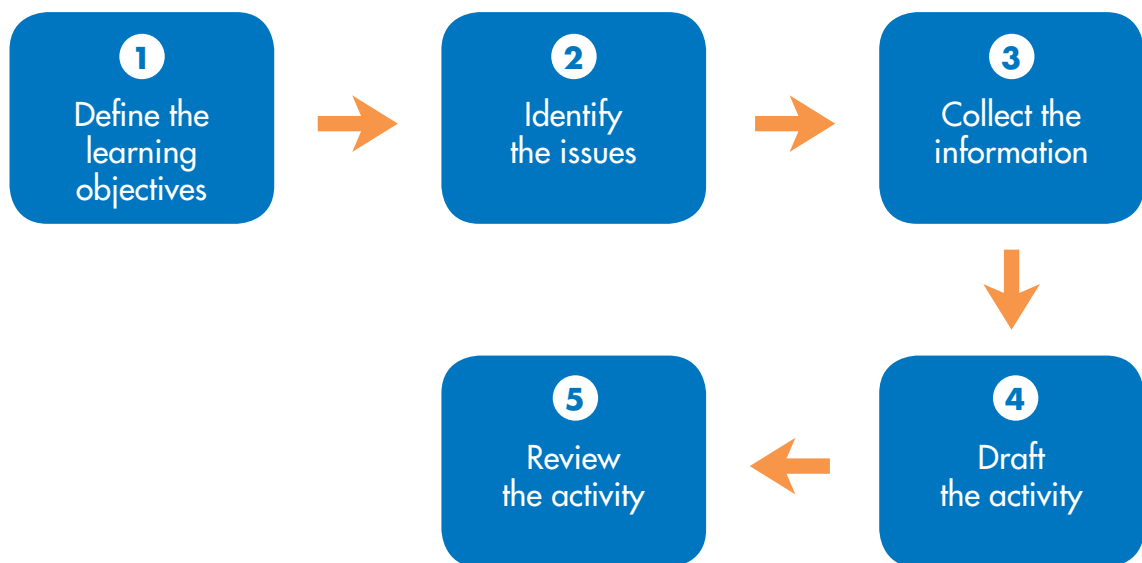 1
Define the
learning
objectives
2
Identify
the issues
3
Collect the
information
4
Draft
the activity
5
Review
the activity